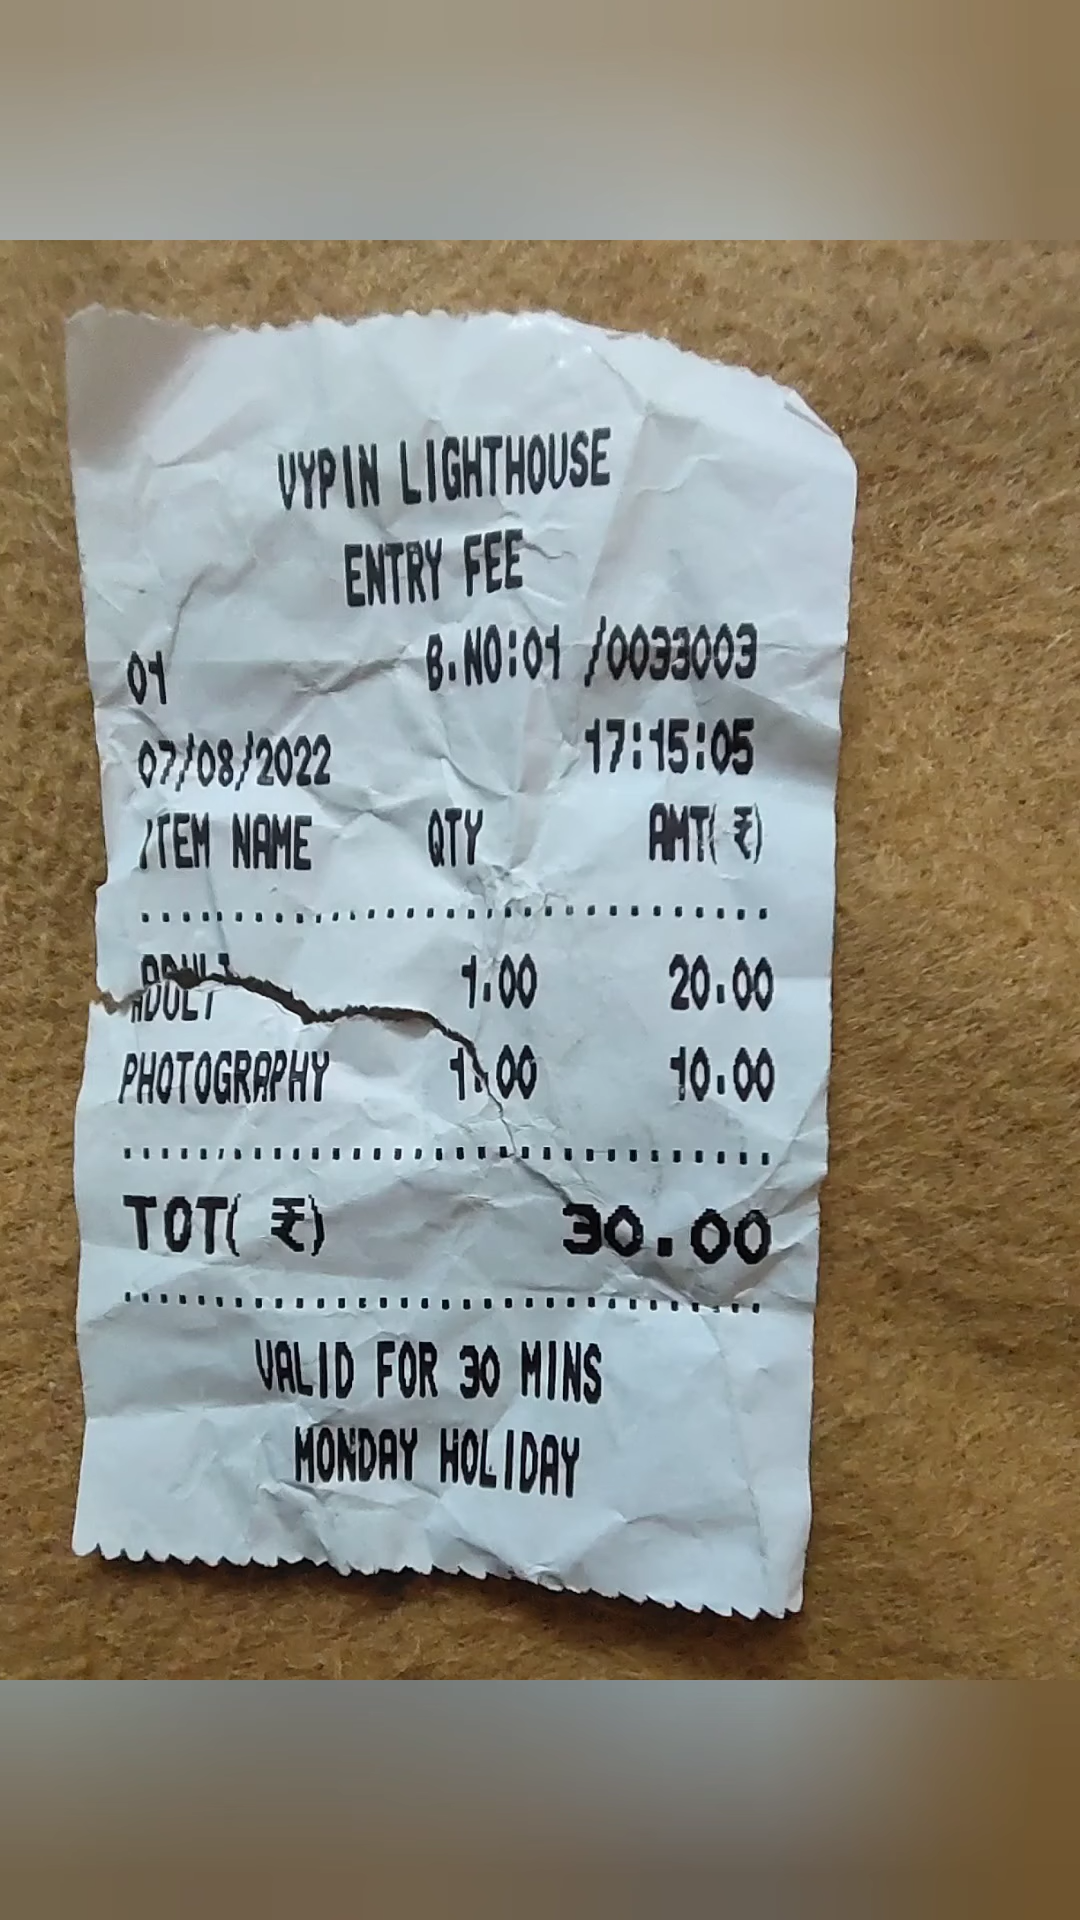 VYPIN LIGHTHOUSE
ENTRY FEE
01 B.NO:01 /0033003
07/08/2022 17:15:05
ITEM NAME QTY AMT( ₹)
ADULT 1.00 20.00
PHOTOGRAPHY 1.00 10.00
TOT( ₹) 30.00
VALID FOR 30 MINS
MONDAY HOLIDAY